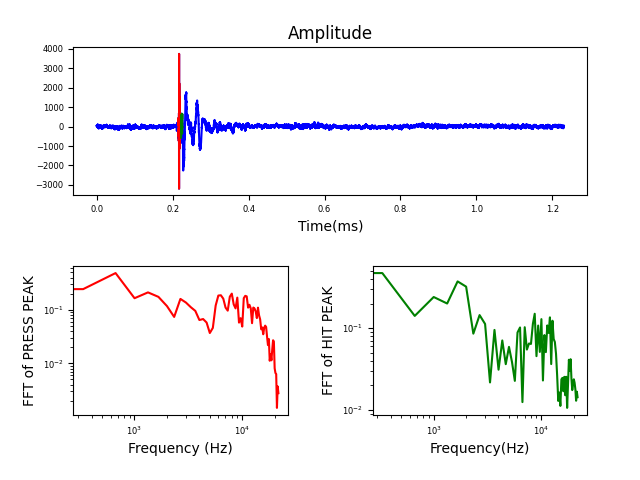 Amplitude
4000
3000
2000
1000
0
−1000
−2000
−3000
0.0 0.2 0.4 0.6 0.8 1.0 1.2
Time(ms)
FFT of PRESS PEAK
10⁻¹
10⁻²
10³ 10⁴
Frequency (Hz)
FFT of HIT PEAK
10⁻¹
10⁻²
10³ 10⁴
Frequency(Hz)